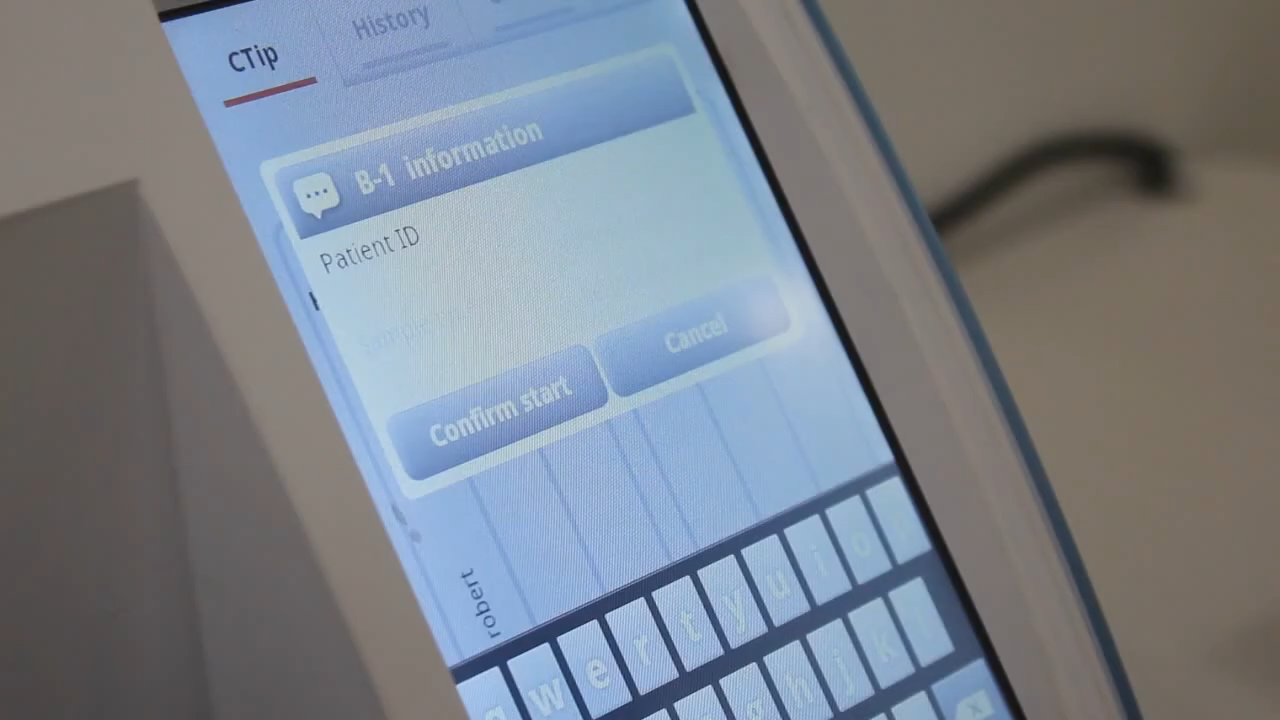 CTip
History
B-1 information
Patient ID
Confirm start
Cancel
robert
w e r t y u i o p
h j k l